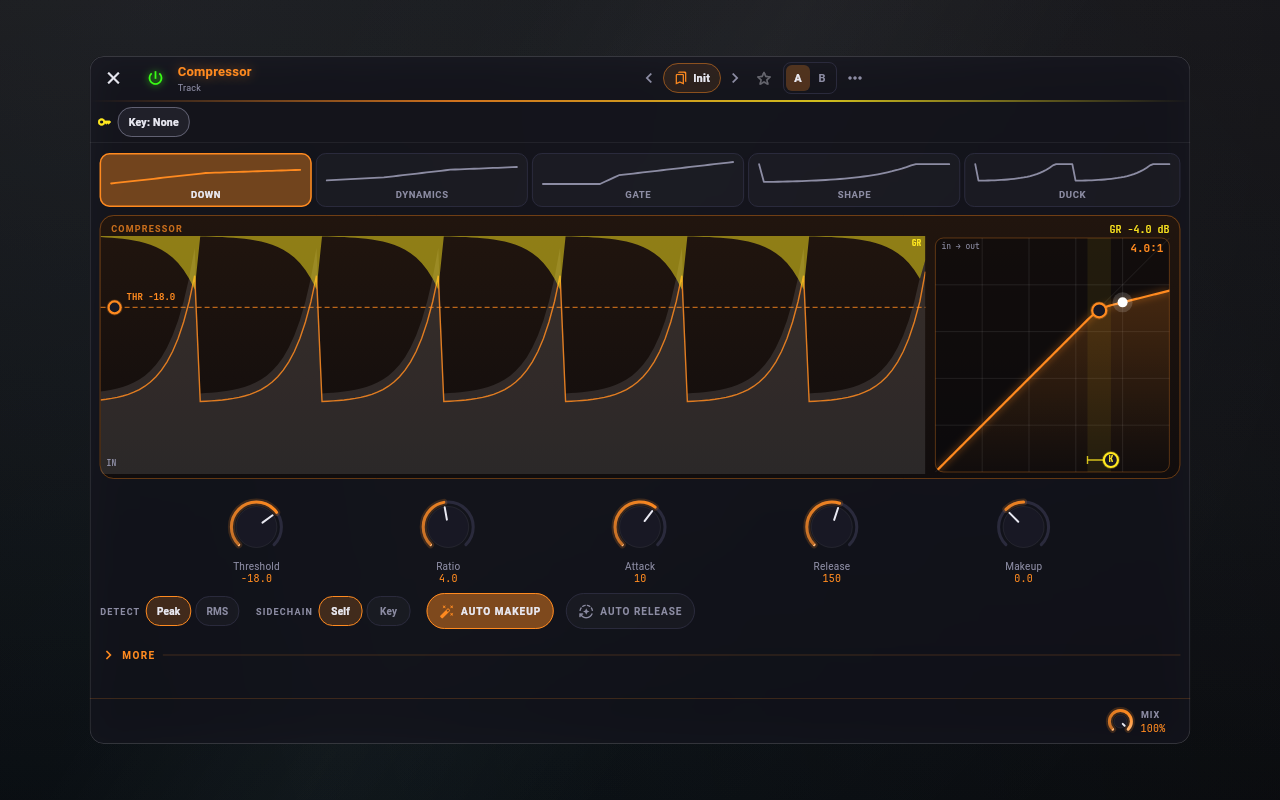 Compressor
Track
Init
A
B
Key: None
DOWN
DYNAMICS
GATE
SHAPE
DUCK
COMPRESSOR
GR -4.0 dB
GR
in → out
4.0:1
THR -18.0
IN
K
Threshold
-18.0
Ratio
4.0
Attack
10
Release
150
Makeup
0.0
DETECT
Peak
RMS
SIDECHAIN
Self
Key
AUTO MAKEUP
AUTO RELEASE
MORE
MIX
100%